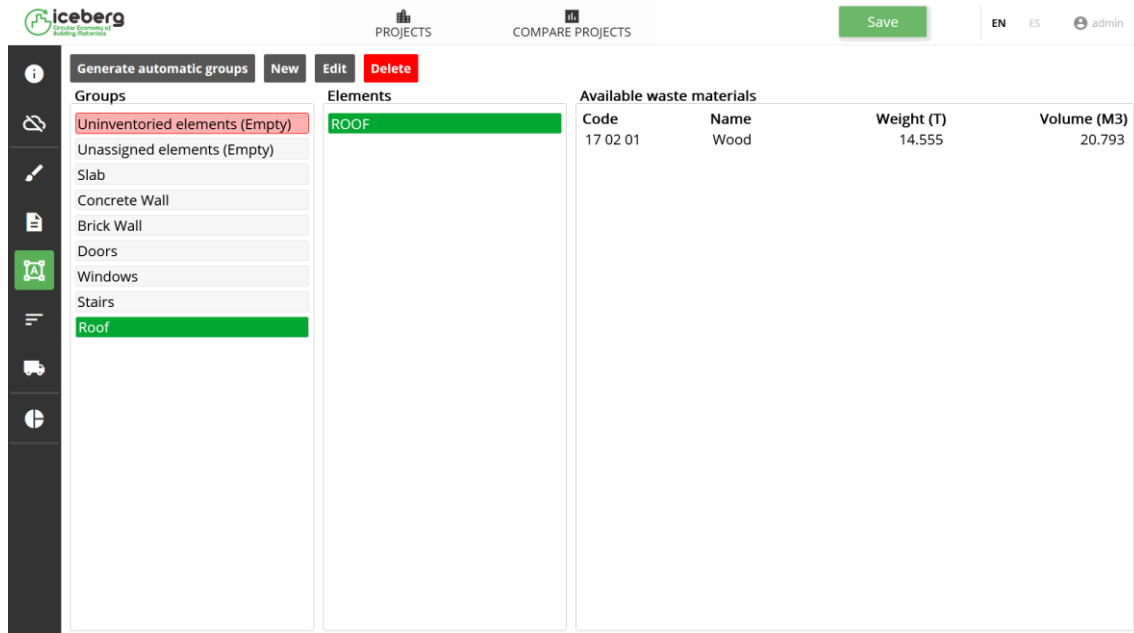 iceberg
Circular Economy of
Building Materials
PROJECTS
COMPARE PROJECTS
Save
EN
ES
admin
Generate automatic groups
New
Edit
Delete
Groups
Elements
Available waste materials
Uninventoried elements (Empty)
Unassigned elements (Empty)
Slab
Concrete Wall
Brick Wall
Doors
Windows
Stairs
Roof
ROOF
Code Name Weight (T) Volume (M3)
17 02 01 Wood 14.555 20.793
A